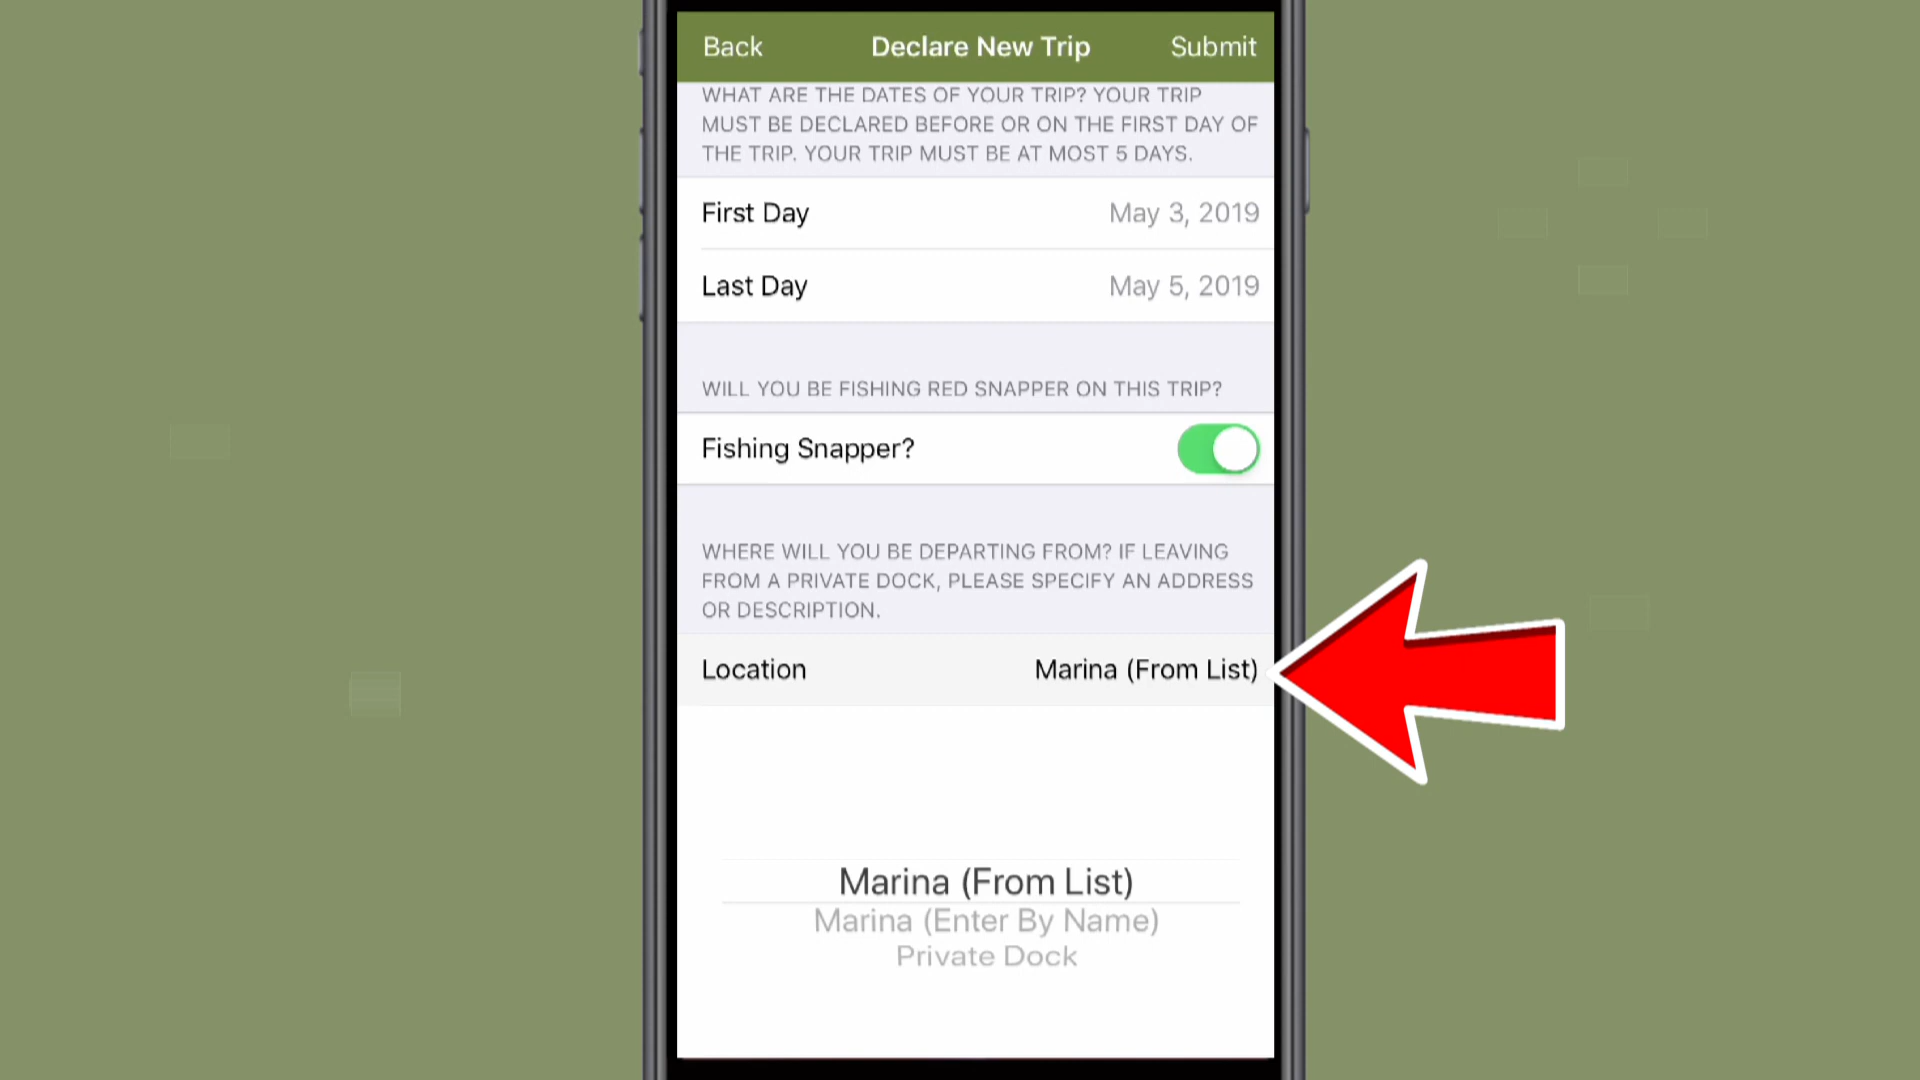 Back Declare New Trip Submit
WHAT ARE THE DATES OF YOUR TRIP? YOUR TRIP
MUST BE DECLARED BEFORE OR ON THE FIRST DAY OF
THE TRIP. YOUR TRIP MUST BE AT MOST 5 DAYS.
First Day May 3, 2019
Last Day May 5, 2019
WILL YOU BE FISHING RED SNAPPER ON THIS TRIP?
Fishing Snapper?
WHERE WILL YOU BE DEPARTING FROM? IF LEAVING
FROM A PRIVATE DOCK, PLEASE SPECIFY AN ADDRESS
OR DESCRIPTION.
Location Marina (From List)
Marina (From List)
Marina (Enter By Name)
Private Dock